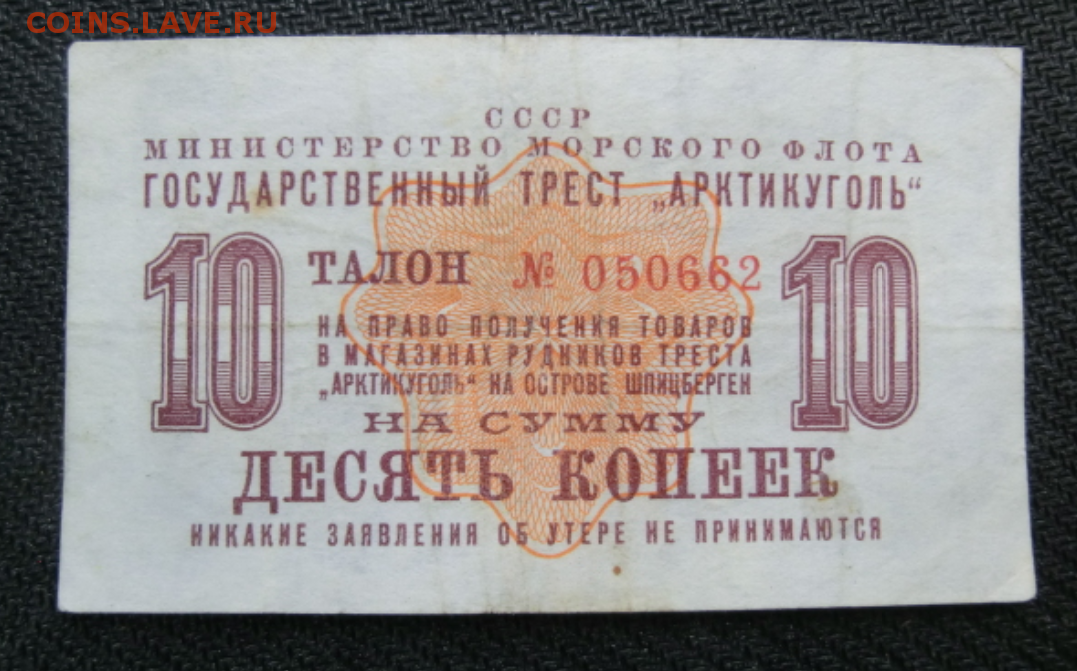 COINS.LAVE.RU
СССР
МИНИСТЕРСТВО МОРСКОГО ФЛОТА
ГОСУДАРСТВЕННЫЙ ТРЕСТ „АРКТИКУГОЛЬ“
10 ТАЛОН № 050662 10
НА ПРАВО ПОЛУЧЕНИЯ ТОВАРОВ
В МАГАЗИНАХ РУДНИКОВ ТРЕСТА
„АРКТИКУГОЛЬ“ НА ОСТРОВЕ ШПИЦБЕРГЕН
НА СУММУ
ДЕСЯТЬ КОПЕЕК
НИКАКИЕ ЗАЯВЛЕНИЯ ОБ УТЕРЕ НЕ ПРИНИМАЮТСЯ